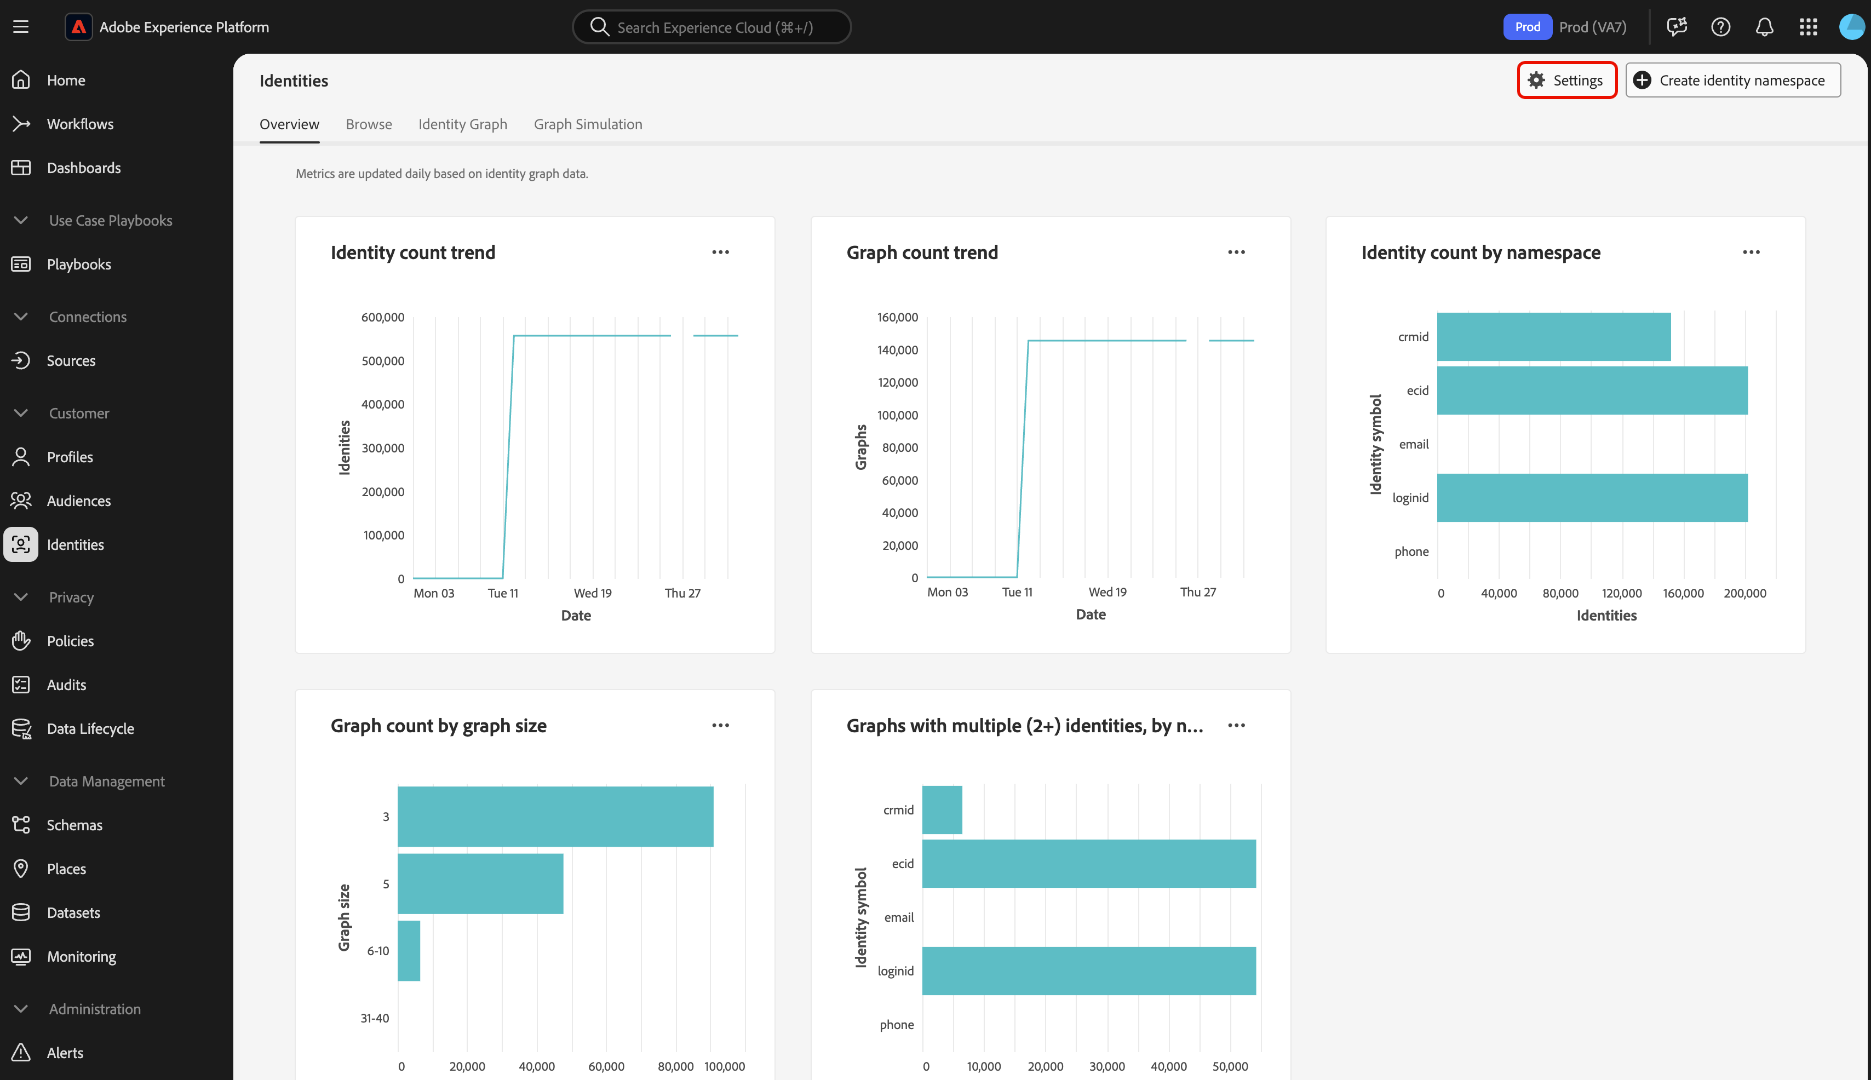 Adobe Experience Platform
Search Experience Cloud (⌘+/)
Prod
Prod (VA7)
Home
Workflows
Dashboards
Use Case Playbooks
Playbooks
Connections
Sources
Customer
Profiles
Audiences
Identities
Privacy
Policies
Audits
Data Lifecycle
Data Management
Schemas
Places
Datasets
Monitoring
Administration
Alerts
Identities
Settings
Create identity namespace
Overview
Browse
Identity Graph
Graph Simulation
Metrics are updated daily based on identity graph data.
Identity count trend
Idenities
600,000
500,000
400,000
300,000
200,000
100,000
0
Mon 03
Tue 11
Wed 19
Thu 27
Date
Graph count trend
Graphs
160,000
140,000
120,000
100,000
80,000
60,000
40,000
20,000
0
Mon 03
Tue 11
Wed 19
Thu 27
Date
Identity count by namespace
Identity symbol
crmid
ecid
email
loginid
phone
0
40,000
80,000
120,000
160,000
200,000
Identities
Graph count by graph size
Graph size
3
5
6-10
31-40
0
20,000
40,000
60,000
80,000
100,000
Graphs with multiple (2+) identities, by n...
Identity symbol
crmid
ecid
email
loginid
phone
0
10,000
20,000
30,000
40,000
50,000